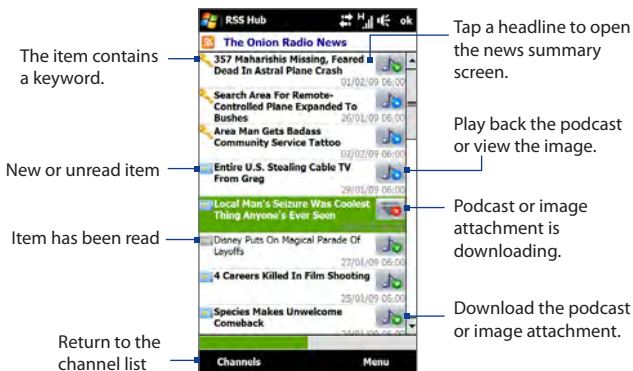 RSS Hub
H
ok
The Onion Radio News
357 Maharishis Missing, Feared
Dead In Astral Plane Crash
01/02/09 06:00
Search Area For Remote-
Controlled Plane Expanded To
Bushes
26/01/09 06:00
Area Man Gets Badass
Community Service Tattoo
02/02/09 06:00
Entire U.S. Stealing Cable TV
From Greg
29/01/09 06:00
Local Man's Seizure Was Coolest
Thing Anyone's Ever Seen
Disney Puts On Magical Parade Of
Layoffs
27/01/09 06:00
4 Careers Killed In Film Shooting
25/01/09 06:00
Species Makes Unwelcome
Comeback
Channels
Menu
The item contains
a keyword.
New or unread item
Item has been read
Return to the
channel list
Tap a headline to open
the news summary
screen.
Play back the podcast
or view the image.
Podcast or image
attachment is
downloading.
Download the podcast
or image attachment.